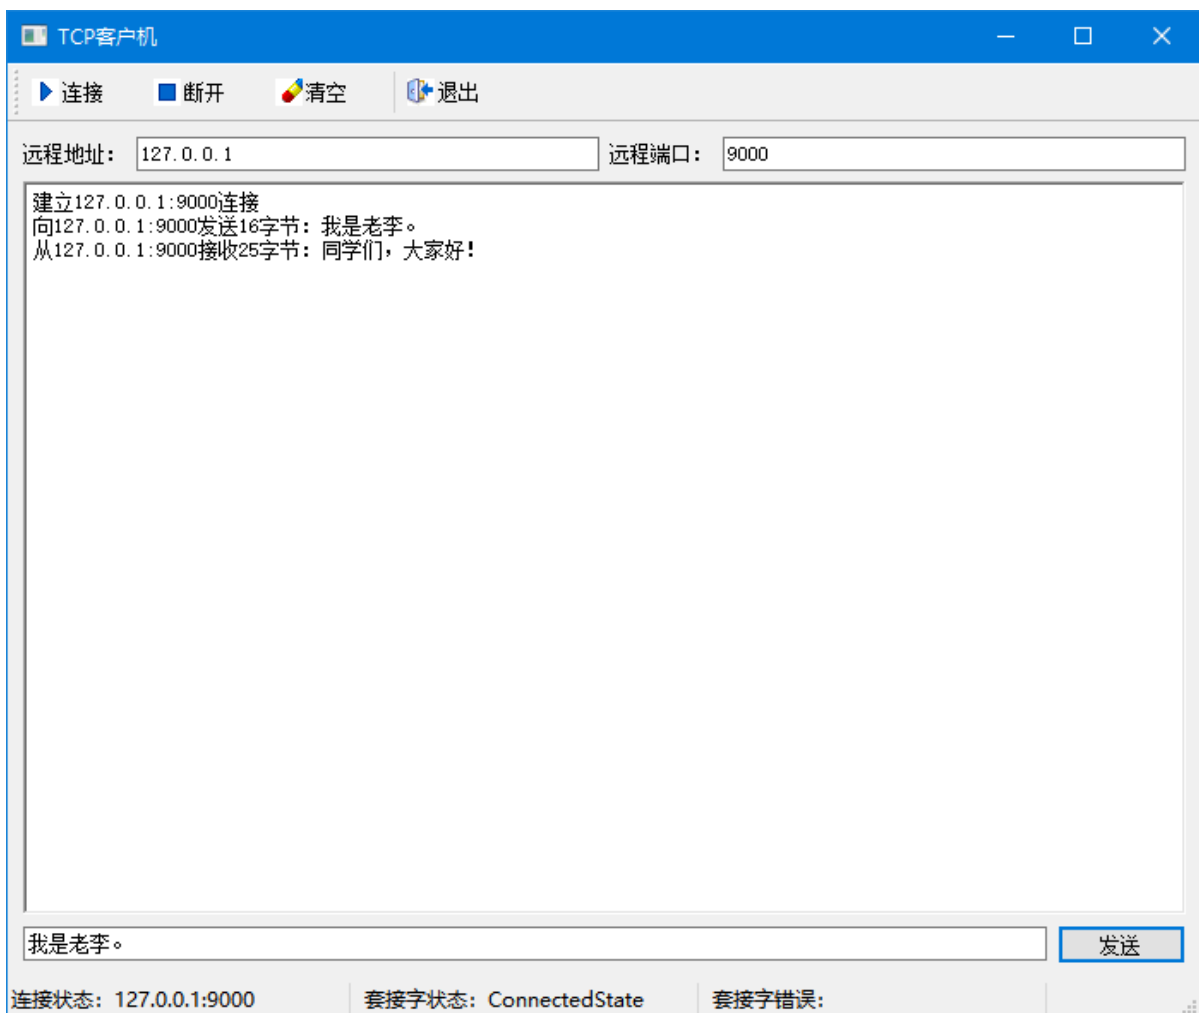 TCP客户机
连接 断开 清空 退出
远程地址： 127.0.0.1 远程端口： 9000
建立127.0.0.1:9000连接
向127.0.0.1:9000发送16字节：我是老李。
从127.0.0.1:9000接收25字节：同学们，大家好！
我是老李。 发送
连接状态：127.0.0.1:9000 套接字状态：ConnectedState 套接字错误：